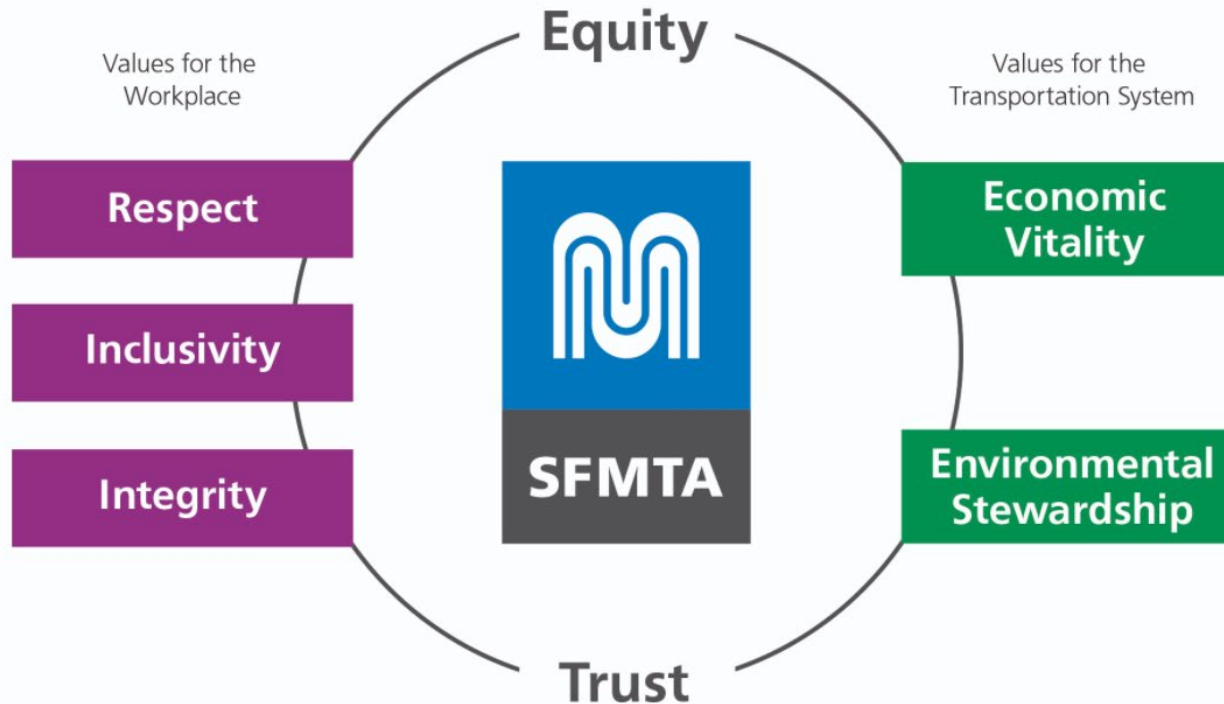 Equity
Values for the
Workplace
Respect
Inclusivity
Integrity
SFMTA
Values for the
Transportation System
Economic
Vitality
Environmental
Stewardship
Trust